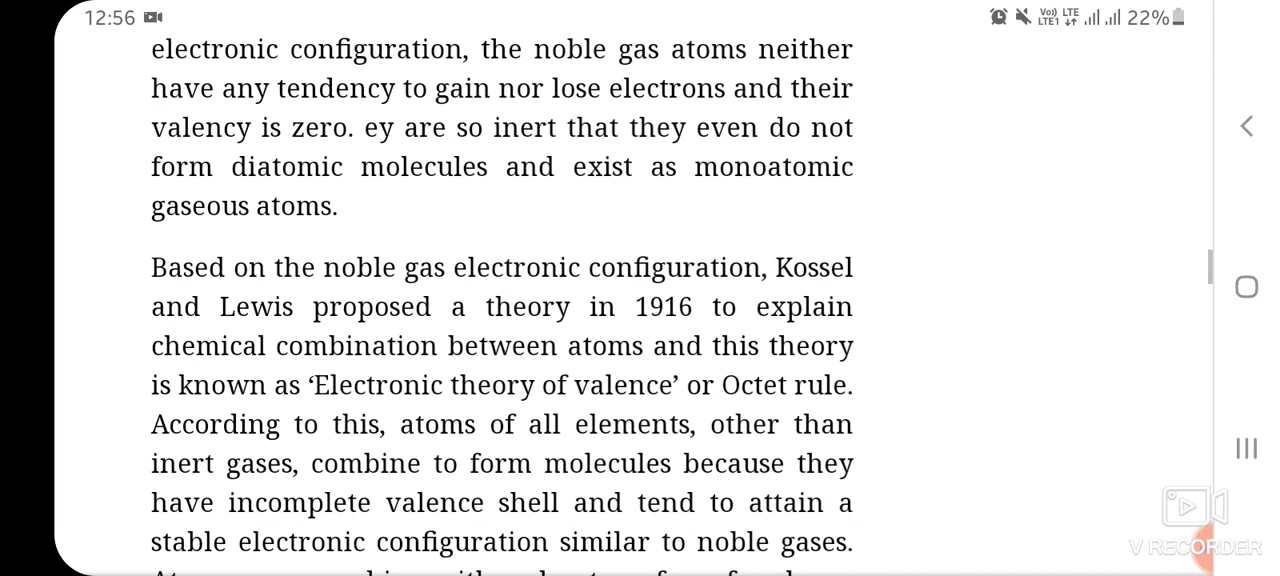 12:56
Vo)) LTE
LTE1
22%
electronic configuration, the noble gas atoms neither
have any tendency to gain nor lose electrons and their
valency is zero. ey are so inert that they even do not
form diatomic molecules and exist as monoatomic
gaseous atoms.
Based on the noble gas electronic configuration, Kossel
and Lewis proposed a theory in 1916 to explain
chemical combination between atoms and this theory
is known as ‘Electronic theory of valence’ or Octet rule.
According to this, atoms of all elements, other than
inert gases, combine to form molecules because they
have incomplete valence shell and tend to attain a
stable electronic configuration similar to noble gases.
V RECORDER